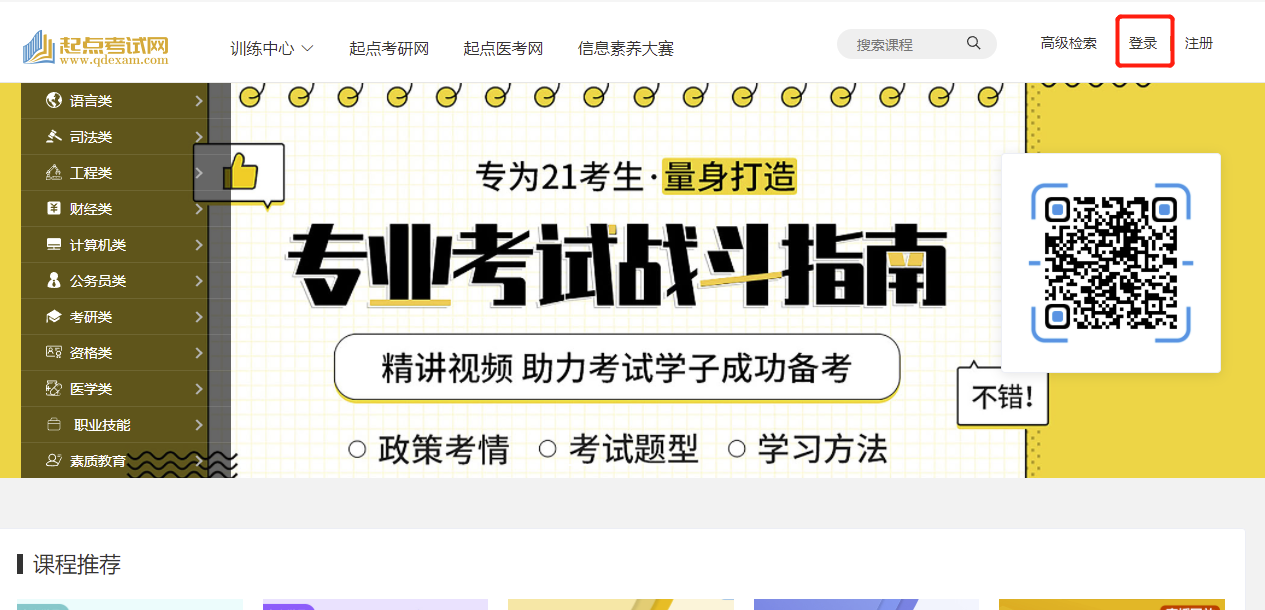 起点考试网
www.qdexam.com
训练中心 起点考研网 起点医考网 信息素养大赛
搜索课程
高级检索 登录 注册
语言类
司法类
工程类
财经类
计算机类
公务员类
考研类
资格类
医学类
职业技能
素质教育
专为21考生·量身打造
专业考试战斗指南
精讲视频 助力考试学子成功备考
不错!
政策考情 考试题型 学习方法
课程推荐